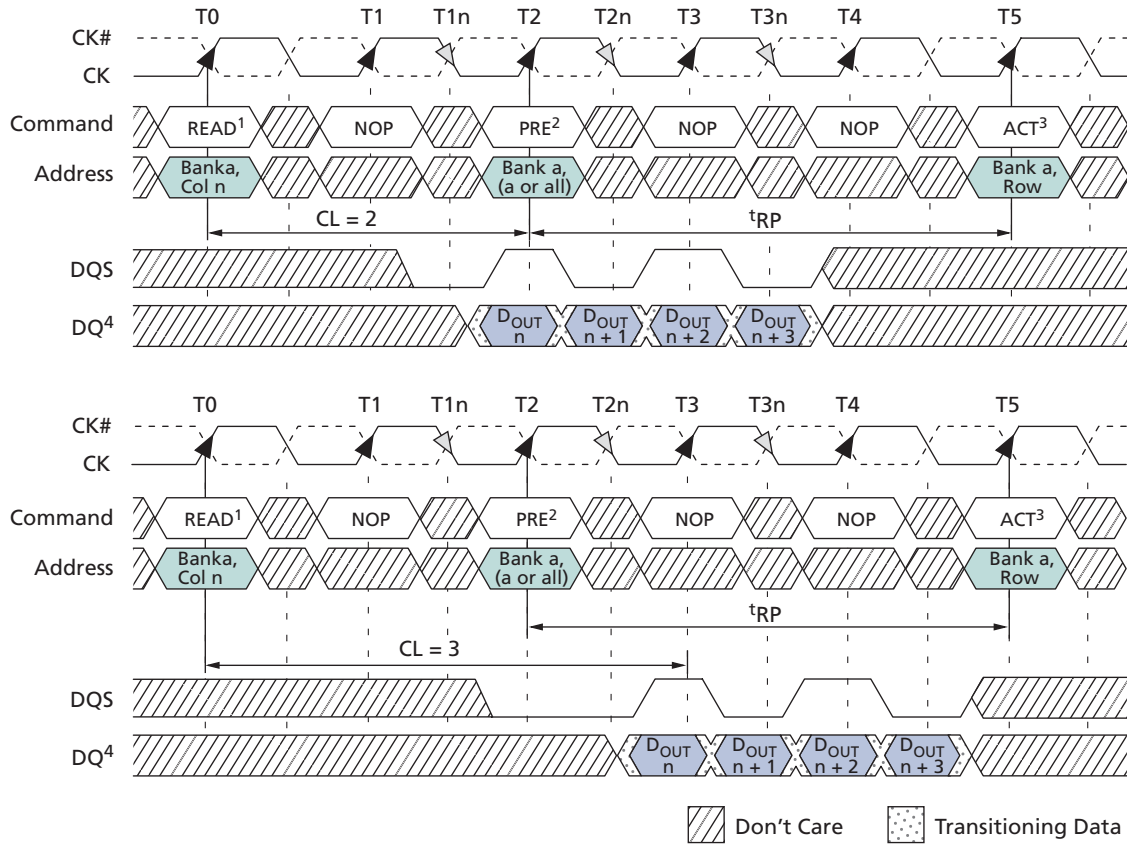 T0 T1 T1n T2 T2n T3 T3n T4 T5
CK#
CK
Command READ¹ NOP PRE² NOP NOP ACT³
Address Banka, Col n Bank a, (a or all) Bank a, Row
CL = 2 tRP
DQS
DQ⁴ DOUT n DOUT n + 1 DOUT n + 2 DOUT n + 3
T0 T1 T1n T2 T2n T3 T3n T4 T5
CK#
CK
Command READ¹ NOP PRE² NOP NOP ACT³
Address Banka, Col n Bank a, (a or all) Bank a, Row
tRP
CL = 3
DQS
DQ⁴ DOUT n DOUT n + 1 DOUT n + 2 DOUT n + 3
Don't Care Transitioning Data